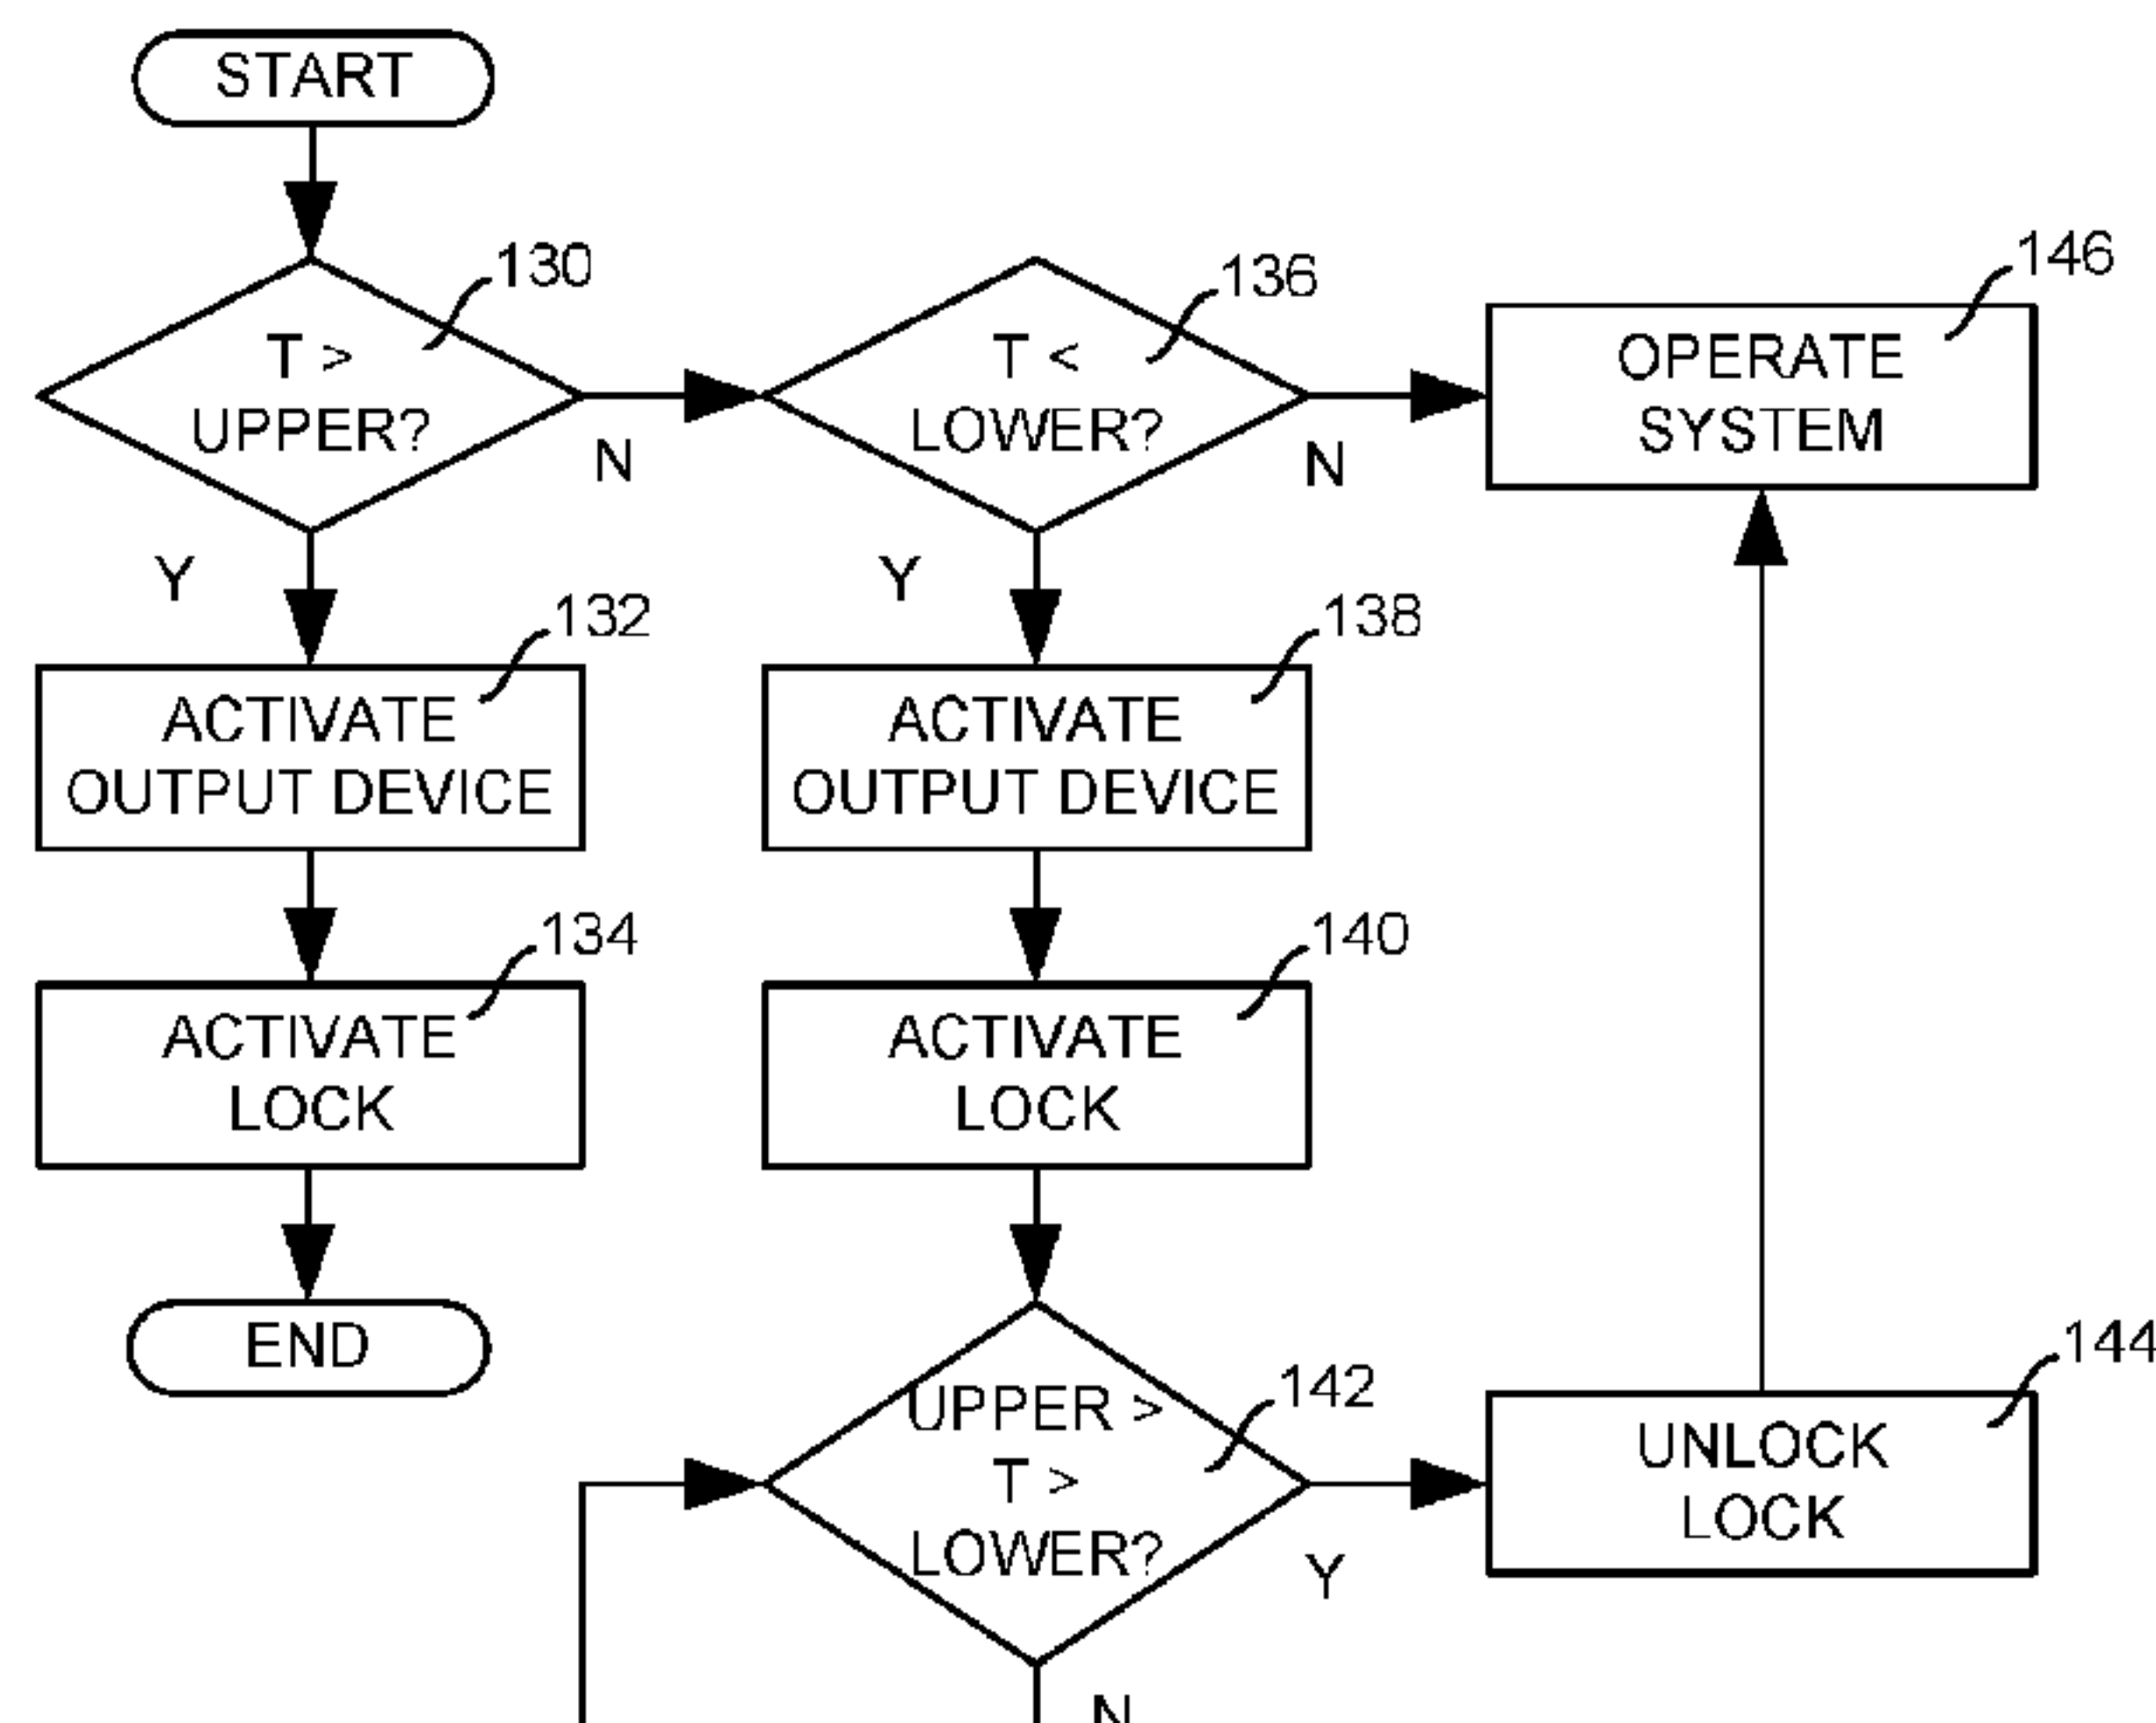 START
130
T >
UPPER?
N
Y
136
T <
LOWER?
N
Y
146
OPERATE
SYSTEM
132
ACTIVATE
OUTPUT DEVICE
138
ACTIVATE
OUTPUT DEVICE
134
ACTIVATE
LOCK
140
ACTIVATE
LOCK
END
142
UPPER >
T >
LOWER?
Y
N
144
UNLOCK
LOCK